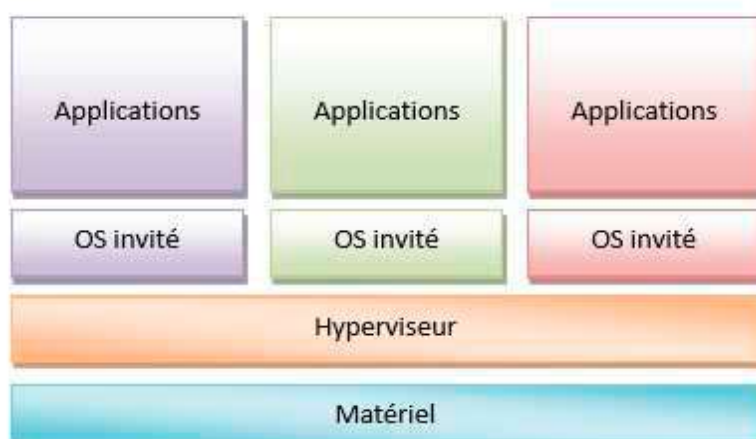 Applications Applications Applications
OS invité OS invité OS invité
Hyperviseur
Matériel